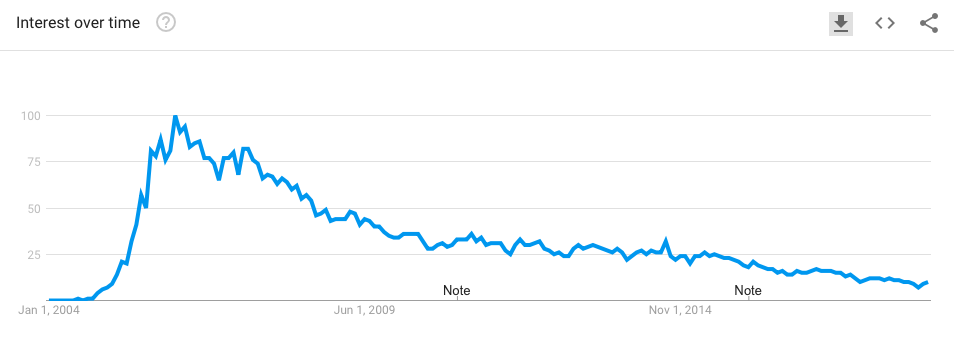 Interest over time
100
75
50
25
Note
Note
Jan 1, 2004
Jun 1, 2009
Nov 1, 2014